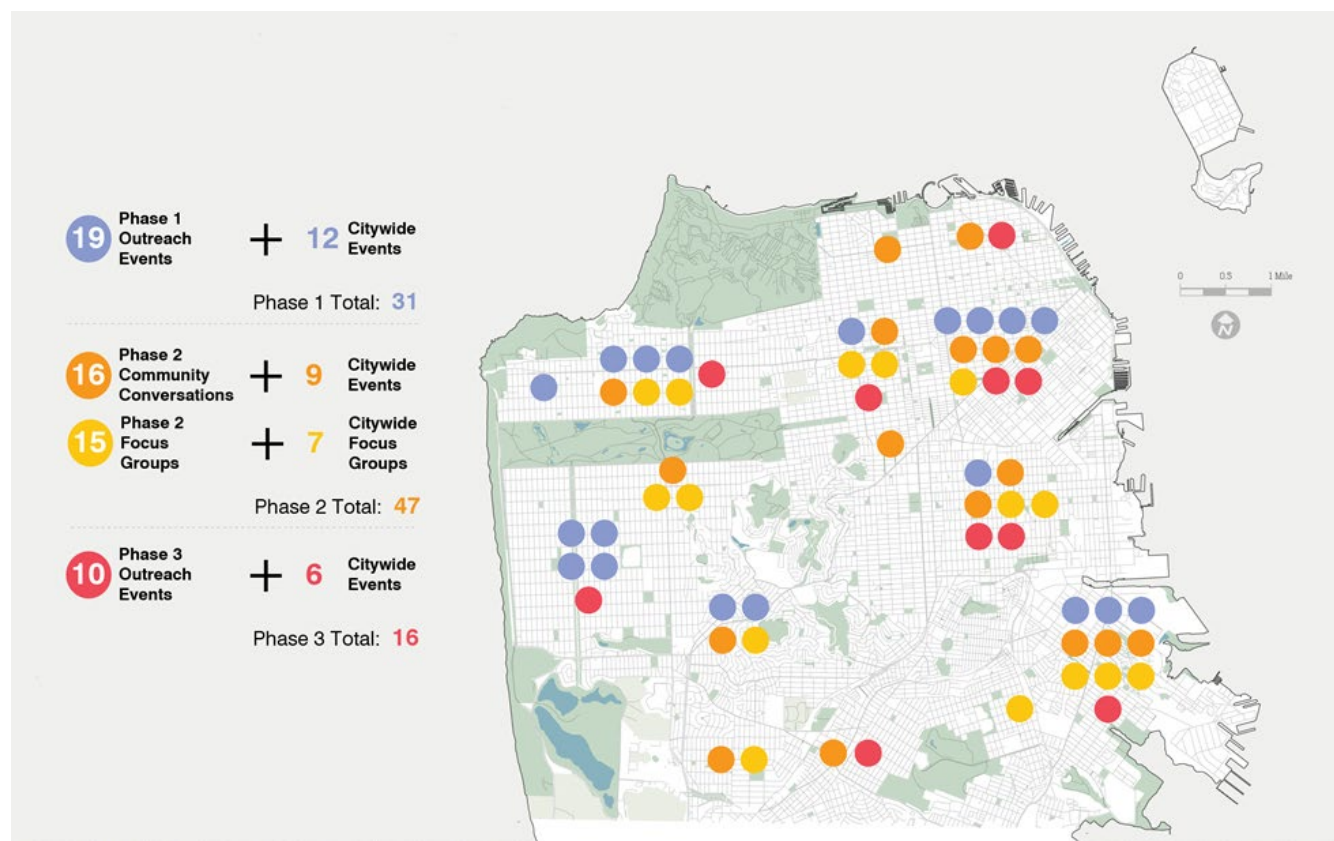 19
Phase 1
Outreach
Events
+
12
Citywide
Events
Phase 1 Total: 31
16
Phase 2
Community
Conversations
+
9
Citywide
Events
15
Phase 2
Focus
Groups
+
7
Citywide
Focus
Groups
Phase 2 Total: 47
10
Phase 3
Outreach
Events
+
6
Citywide
Events
Phase 3 Total: 16
0 0.5 1 Mile
N